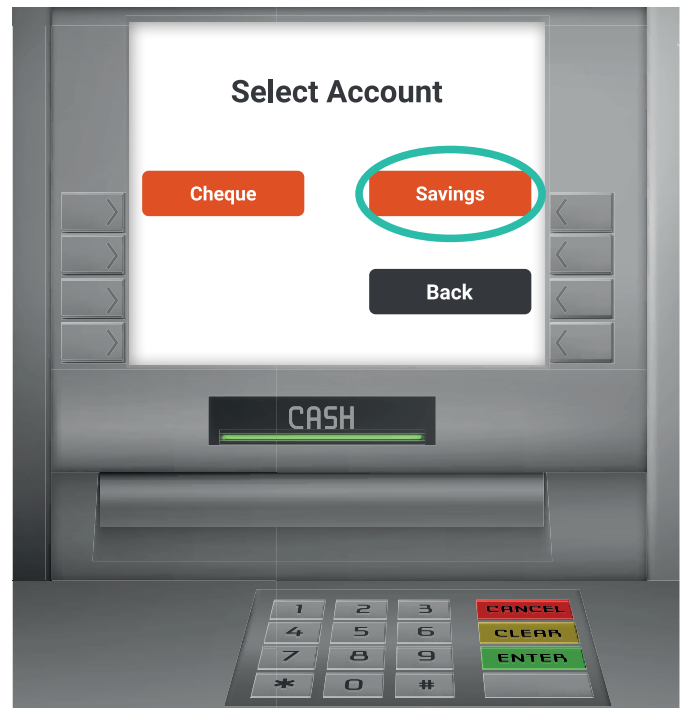 Select Account
Cheque Savings
Back
CASH
1 2 3 CANCEL
4 5 6 CLEAR
7 8 9 ENTER
* 0 #